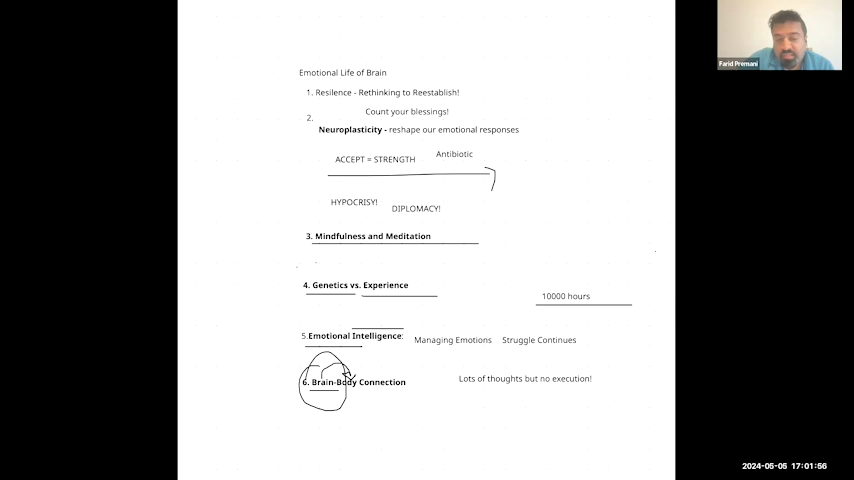 Emotional Life of Brain
1. Resilence - Rethinking to Reestablish!
Count your blessings!
2.
Neuroplasticity - reshape our emotional responses
ACCEPT = STRENGTH
Antibiotic
HYPOCRISY!
DIPLOMACY!
3. Mindfulness and Meditation
4. Genetics vs. Experience
10000 hours
5.Emotional Intelligence:
Managing Emotions
Struggle Continues
6. Brain-Body Connection
Lots of thoughts but no execution!
Farid Premani
2024-05-05 17:01:56